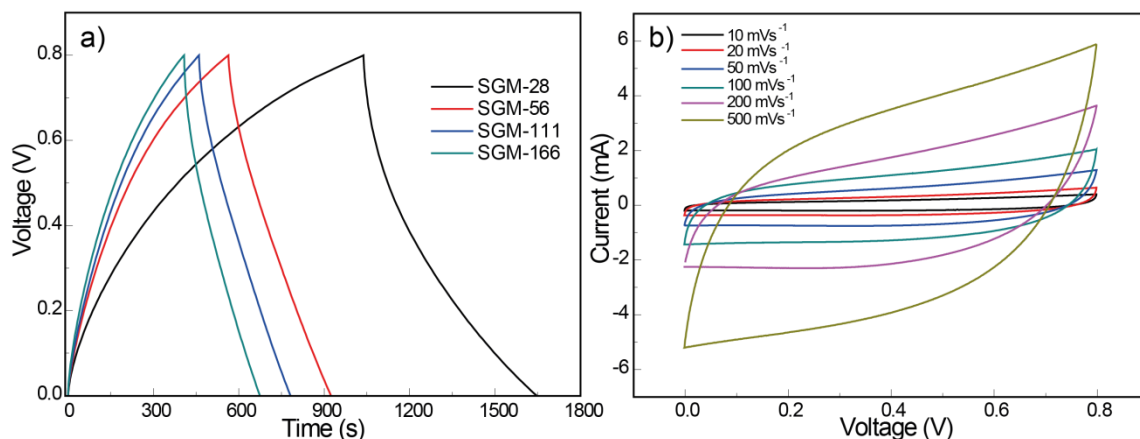 a)
SGM-28
SGM-56
SGM-111
SGM-166
Voltage (V)
0.8
0.6
0.4
0.2
0.0
0 300 600 900 1200 1500 1800
Time (s)
b)
10 mVs⁻¹
20 mVs⁻¹
50 mVs⁻¹
100 mVs⁻¹
200 mVs⁻¹
500 mVs⁻¹
Current (mA)
6
4
2
0
-2
-4
-6
0.0 0.2 0.4 0.6 0.8
Voltage (V)